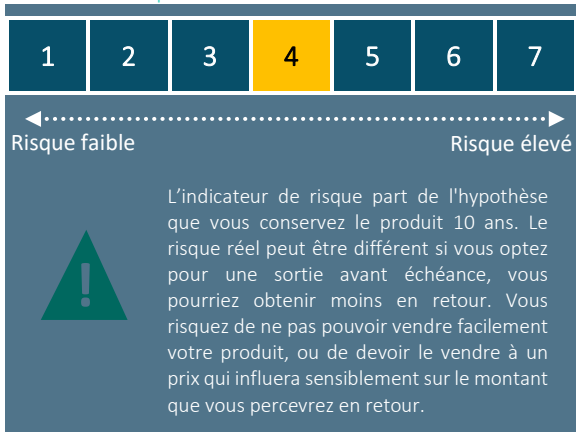 1 2 3 4 5 6 7
Risque faible Risque élevé
L’indicateur de risque part de l'hypothèse
que vous conservez le produit 10 ans. Le
risque réel peut être différent si vous optez
pour une sortie avant échéance, vous
pourriez obtenir moins en retour. Vous
risquez de ne pas pouvoir vendre facilement
votre produit, ou de devoir le vendre à un
prix qui influera sensiblement sur le montant
que vous percevrez en retour.
!